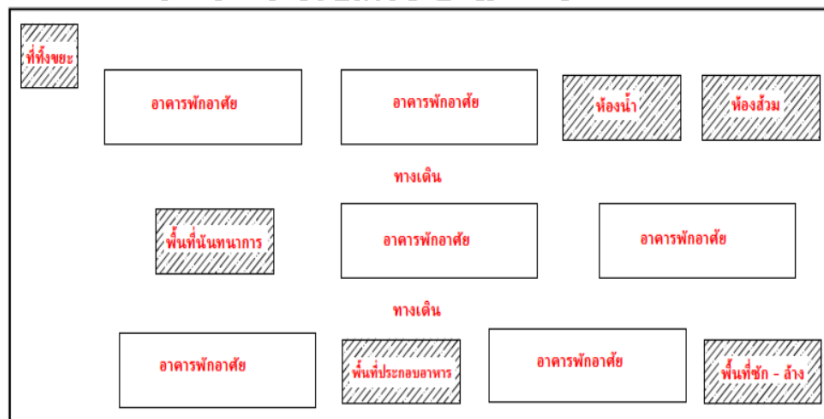 ที่ทิ้งขยะ
อาคารพักอาศัย
อาคารพักอาศัย
ห้องน้ำ
ห้องส้วม
ทางเดิน
พื้นที่นันทนาการ
อาคารพักอาศัย
อาคารพักอาศัย
ทางเดิน
อาคารพักอาศัย
พื้นที่ประกอบอาหาร
อาคารพักอาศัย
พื้นที่ซัก - ล้าง